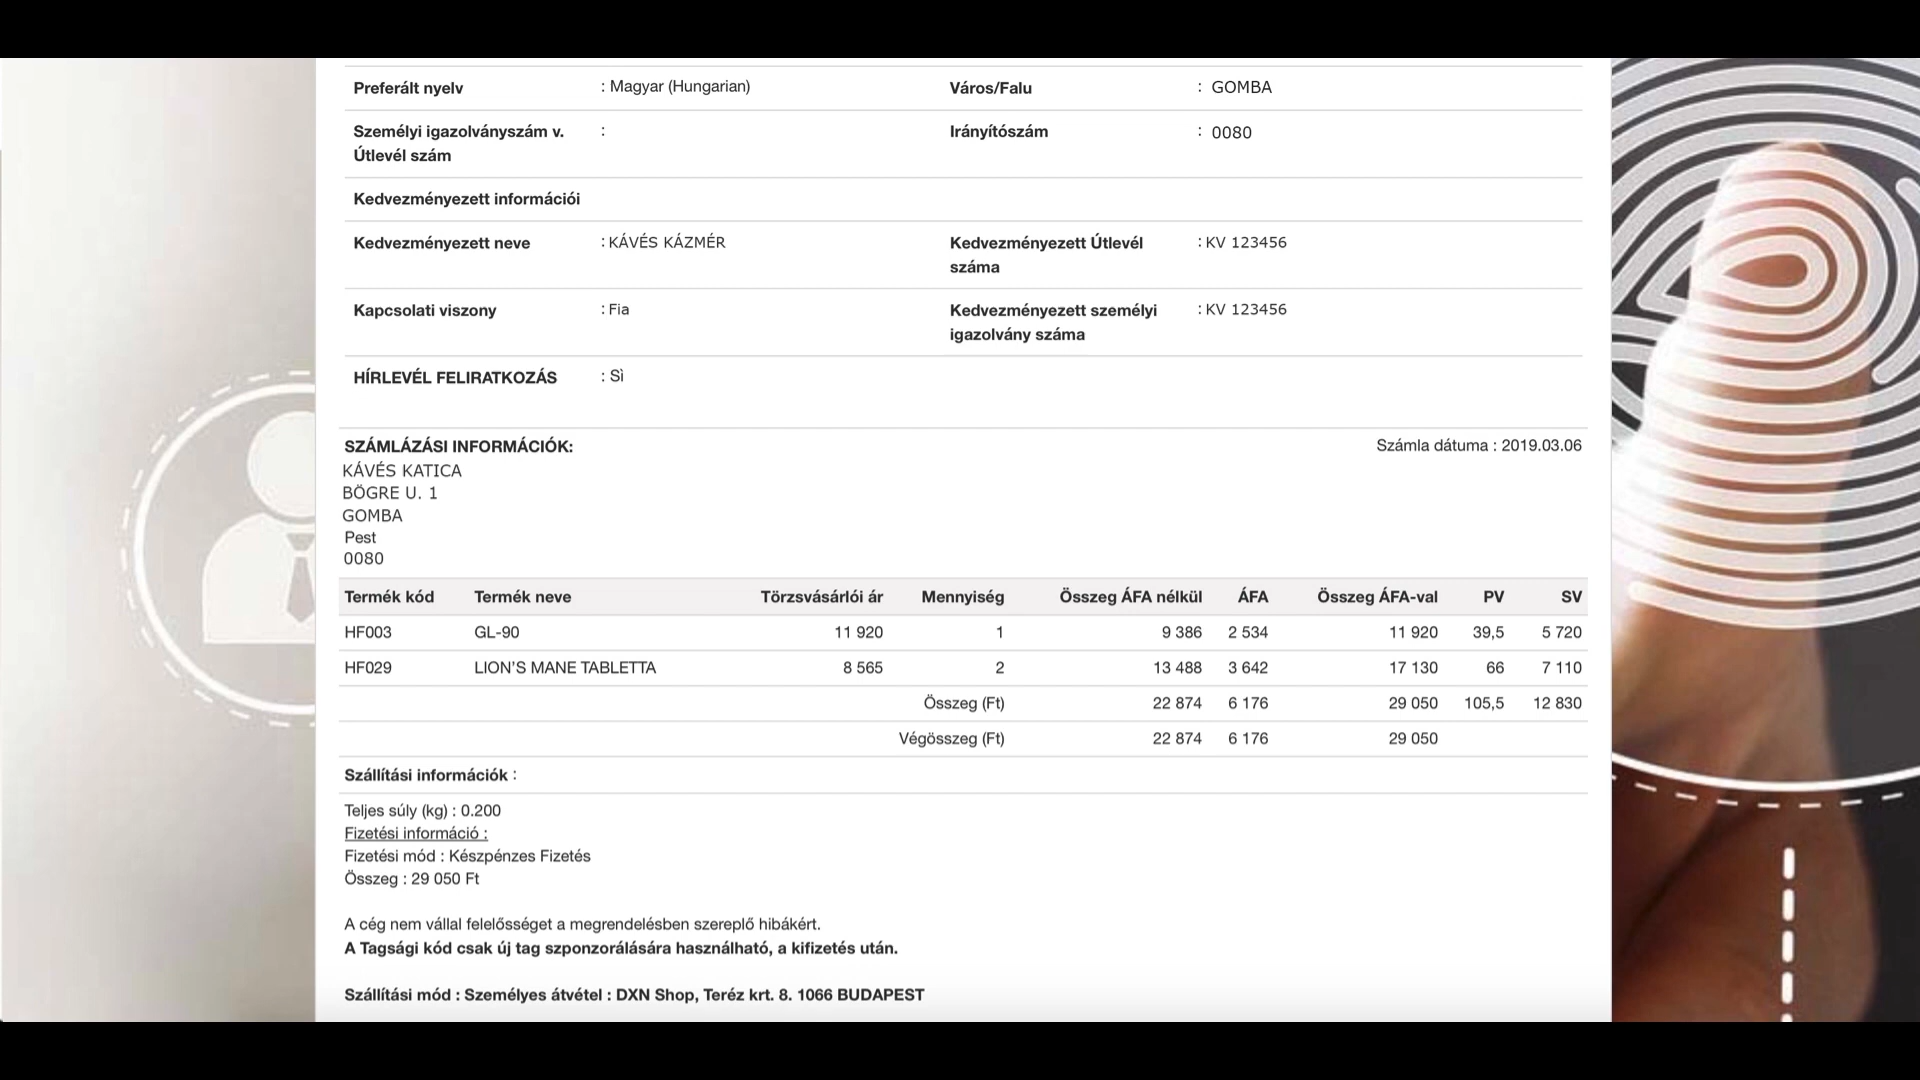 Preferált nyelv : Magyar (Hungarian) Város/Falu : GOMBA
Személyi igazolványszám v. : Irányítószám : 0080
Útlevél szám
Kedvezményezett információi
Kedvezményezett neve : KÁVÉS KÁZMÉR Kedvezményezett Útlevél : KV 123456
száma
Kapcsolati viszony : Fia Kedvezményezett személyi : KV 123456
igazolvány száma
HÍRLEVÉL FELIRATKOZÁS : Sì
SZÁMLÁZÁSI INFORMÁCIÓK: Számla dátuma : 2019.03.06
KÁVÉS KATICA
BÖGRE U. 1
GOMBA
Pest
0080
Termék kód Termék neve Törzsvásárlói ár Mennyiség Összeg ÁFA nélkül ÁFA Összeg ÁFA-val PV SV
HF003 GL-90 11 920 1 9 386 2 534 11 920 39,5 5 720
HF029 LION'S MANE TABLETTA 8 565 2 13 488 3 642 17 130 66 7 110
Összeg (Ft) 22 874 6 176 29 050 105,5 12 830
Végösszeg (Ft) 22 874 6 176 29 050
Szállítási információk :
Teljes súly (kg) : 0.200
Fizetési információ :
Fizetési mód : Készpénzes Fizetés
Összeg : 29 050 Ft
A cég nem vállal felelősséget a megrendelésben szereplő hibákért.
A Tagsági kód csak új tag szponzorálására használható, a kifizetés után.
Szállítási mód : Személyes átvétel : DXN Shop, Teréz krt. 8. 1066 BUDAPEST